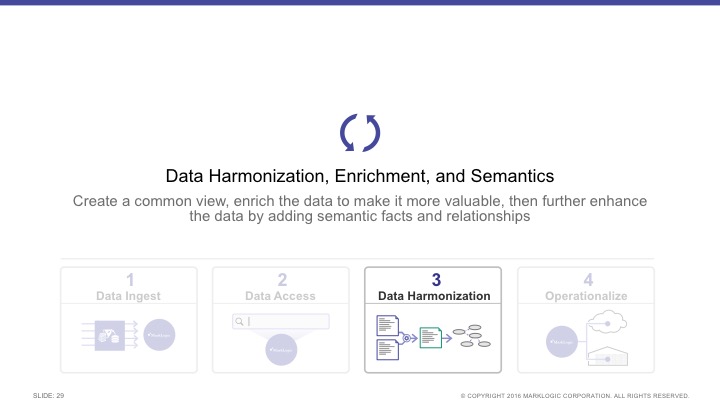 Data Harmonization, Enrichment, and Semantics
Create a common view, enrich the data to make it more valuable, then further enhance
the data by adding semantic facts and relationships
1
Data Ingest
2
Data Access
3
Data Harmonization
4
Operationalize
SLIDE: 29
© COPYRIGHT 2016 MARKLOGIC CORPORATION. ALL RIGHTS RESERVED.